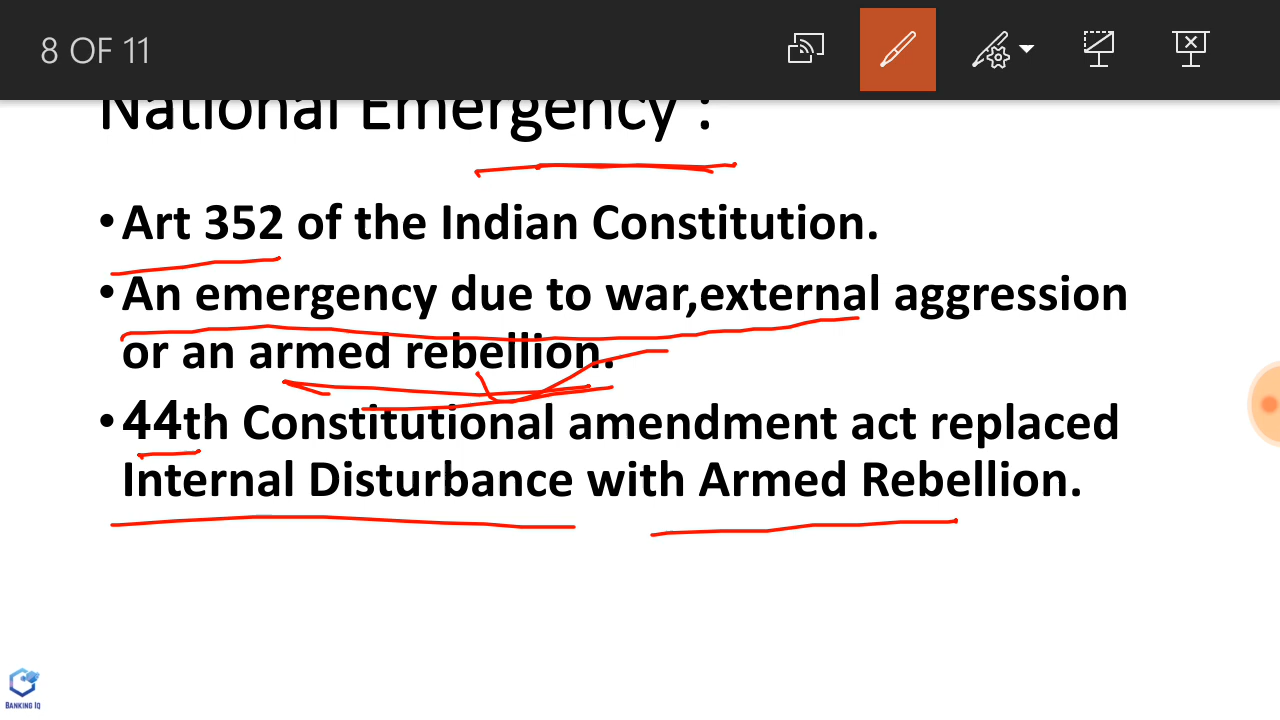 8 OF 11
National Emergency :
•Art 352 of the Indian Constitution.
•An emergency due to war,external aggression
or an armed rebellion.
•44th Constitutional amendment act replaced
Internal Disturbance with Armed Rebellion.
BANKING IQ